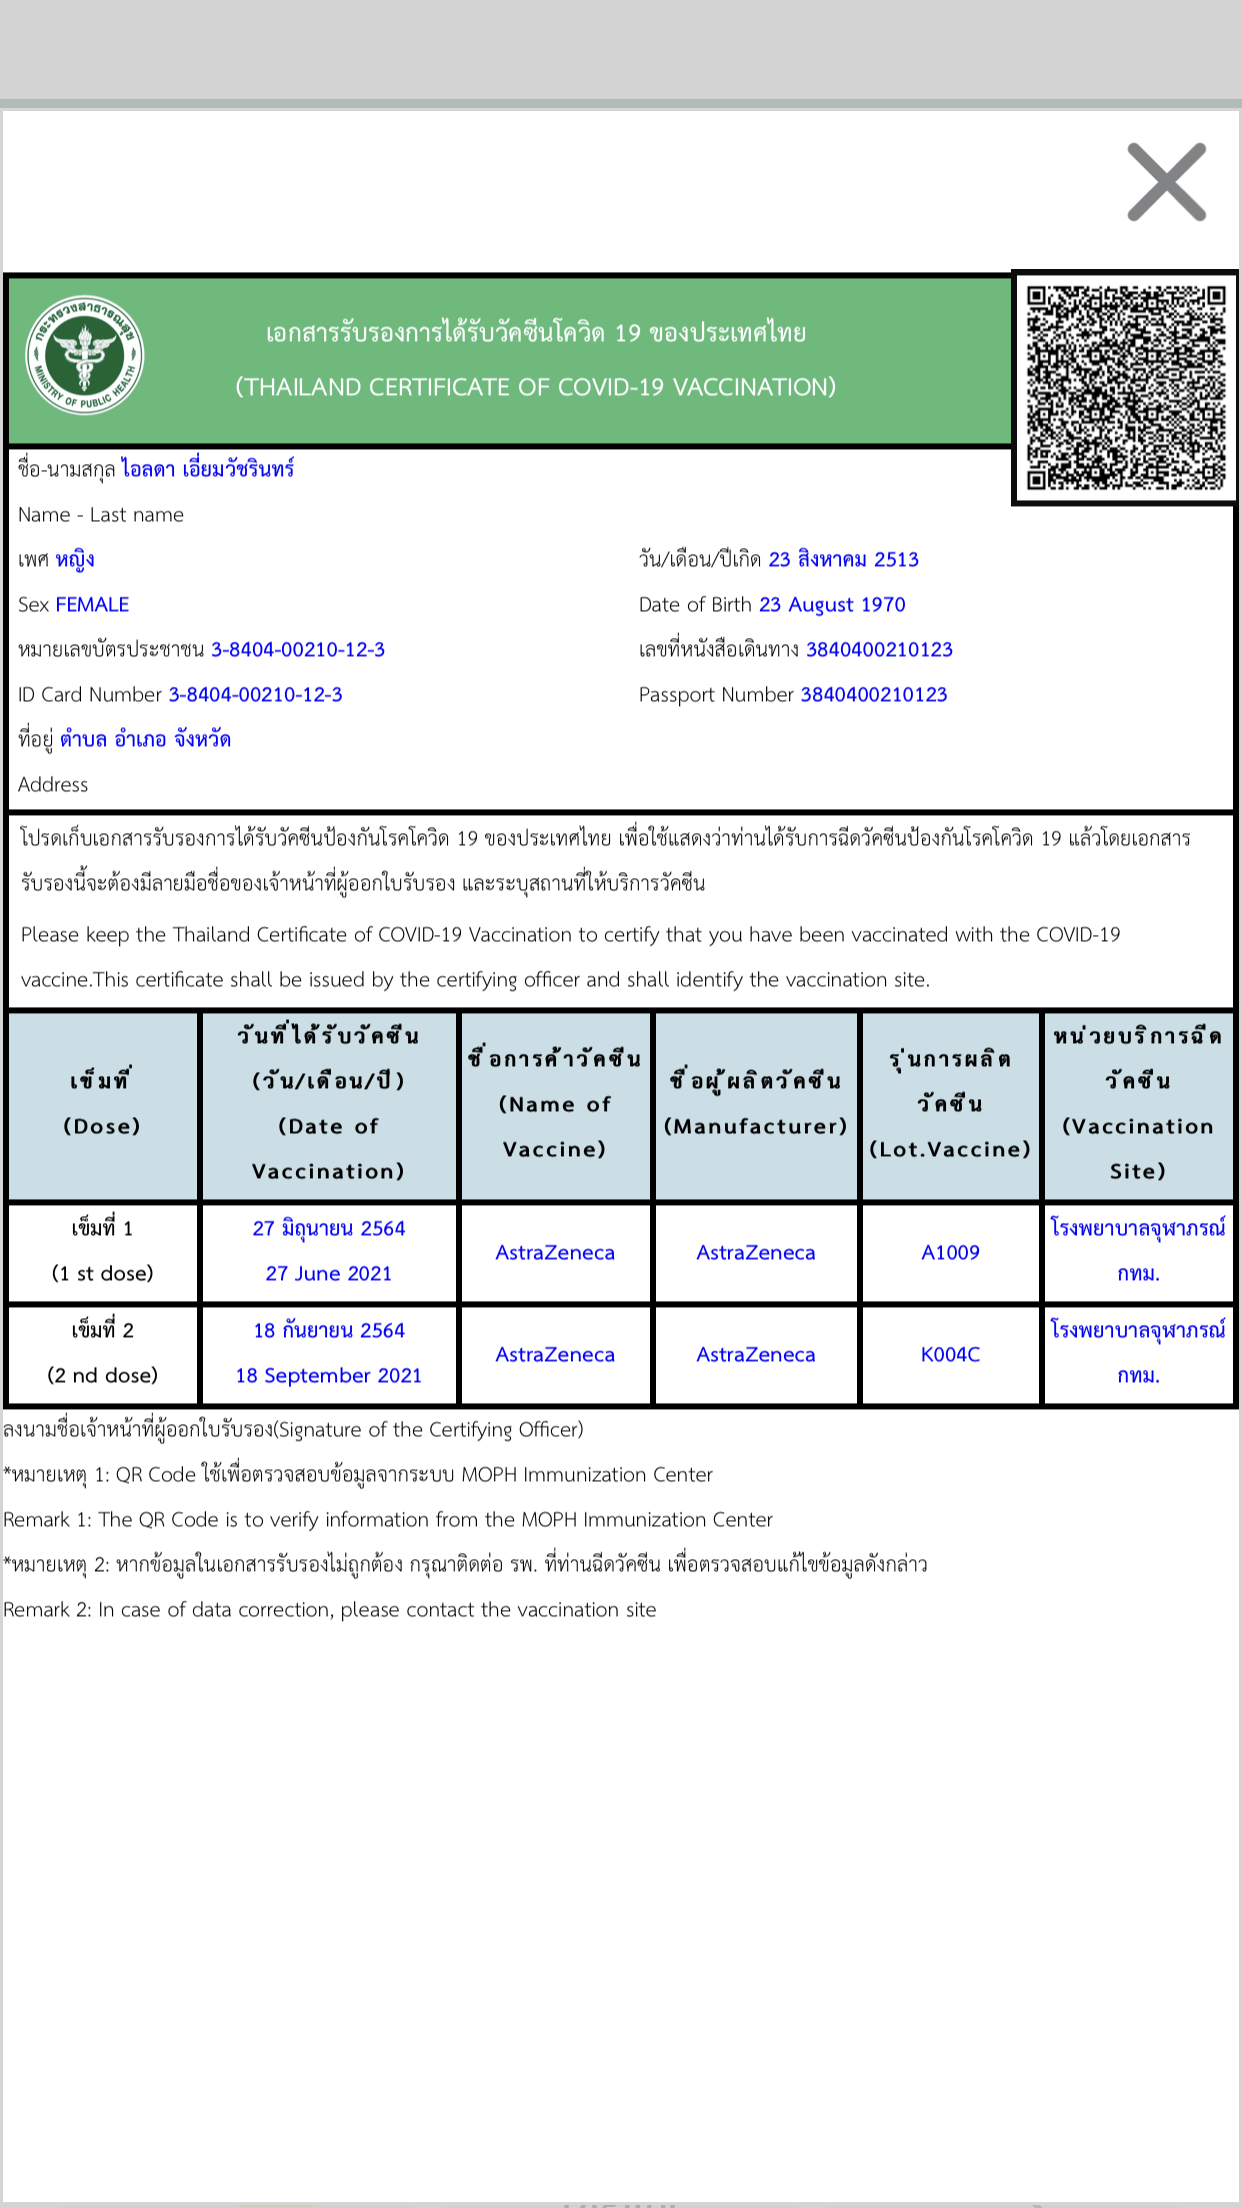 กระทรวงสาธารณสุข
MINISTRY OF PUBLIC HEALTH
เอกสารรับรองการได้รับวัคซีนโควิด 19 ของประเทศไทย
(THAILAND CERTIFICATE OF COVID-19 VACCINATION)
ชื่อ-นามสกุล ไอลดา เอี่ยมวัชรินทร์
Name - Last name
เพศ หญิง
วัน/เดือน/ปีเกิด 23 สิงหาคม 2513
Sex FEMALE
Date of Birth 23 August 1970
หมายเลขบัตรประชาชน 3-8404-00210-12-3
เลขที่หนังสือเดินทาง 3840400210123
ID Card Number 3-8404-00210-12-3
Passport Number 3840400210123
ที่อยู่ ตำบล อำเภอ จังหวัด
Address
โปรดเก็บเอกสารรับรองการได้รับวัคซีนป้องกันโรคโควิด 19 ของประเทศไทย เพื่อใช้แสดงว่าท่านได้รับการฉีดวัคซีนป้องกันโรคโควิด 19 แล้วโดยเอกสาร
รับรองนี้จะต้องมีลายมือชื่อของเจ้าหน้าที่ผู้ออกใบรับรอง และระบุสถานที่ให้บริการวัคซีน
Please keep the Thailand Certificate of COVID-19 Vaccination to certify that you have been vaccinated with the COVID-19
vaccine.This certificate shall be issued by the certifying officer and shall identify the vaccination site.
เข็มที่
(Dose)
วันที่ได้รับวัคซีน
(วัน/เดือน/ปี)
(Date of
Vaccination)
ชื่อการค้าวัคซีน
(Name of
Vaccine)
ชื่อผู้ผลิตวัคซีน
(Manufacturer)
รุ่นการผลิต
วัคซีน
(Lot.Vaccine)
หน่วยบริการฉีด
วัคซีน
(Vaccination
Site)
เข็มที่ 1
(1 st dose)
27 มิถุนายน 2564
27 June 2021
AstraZeneca
AstraZeneca
A1009
โรงพยาบาลจุฬาภรณ์
กทม.
เข็มที่ 2
(2 nd dose)
18 กันยายน 2564
18 September 2021
AstraZeneca
AstraZeneca
K004C
โรงพยาบาลจุฬาภรณ์
กทม.
ลงนามชื่อเจ้าหน้าที่ผู้ออกใบรับรอง(Signature of the Certifying Officer)
*หมายเหตุ 1: QR Code ใช้เพื่อตรวจสอบข้อมูลจากระบบ MOPH Immunization Center
Remark 1: The QR Code is to verify information from the MOPH Immunization Center
*หมายเหตุ 2: หากข้อมูลในเอกสารรับรองไม่ถูกต้อง กรุณาติดต่อ รพ. ที่ท่านฉีดวัคซีน เพื่อตรวจสอบแก้ไขข้อมูลดังกล่าว
Remark 2: In case of data correction, please contact the vaccination site